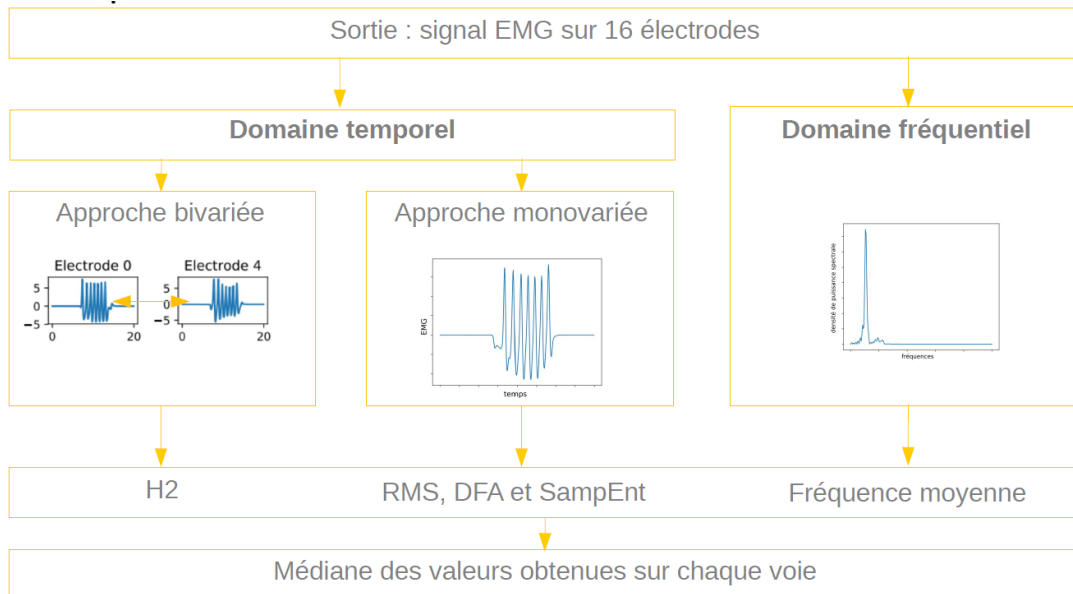 Sortie : signal EMG sur 16 électrodes
Domaine temporel
Domaine fréquentiel
Approche bivariée
Electrode 0
Electrode 4
5
0
−5
0
20
5
0
−5
0
20
Approche monovariée
EMG
temps
densité de puissance spectrale
fréquences
H2
RMS, DFA et SampEnt
Fréquence moyenne
Médiane des valeurs obtenues sur chaque voie